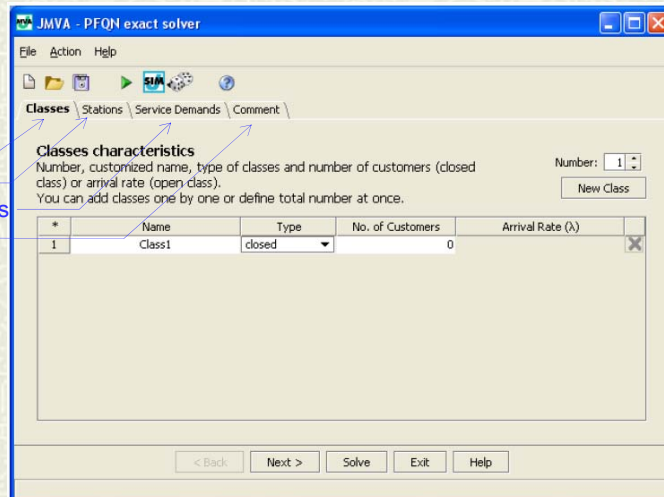 MVA JMVA - PFQN exact solver
File Action Help
SIM
Classes Stations Service Demands Comment
Classes characteristics
Number, customized name, type of classes and number of customers (closed
class) or arrival rate (open class).
You can add classes one by one or define total number at once.
Number: 1
New Class
* Name Type No. of Customers Arrival Rate (λ)
1 Class1 closed 0
s
< Back Next > Solve Exit Help